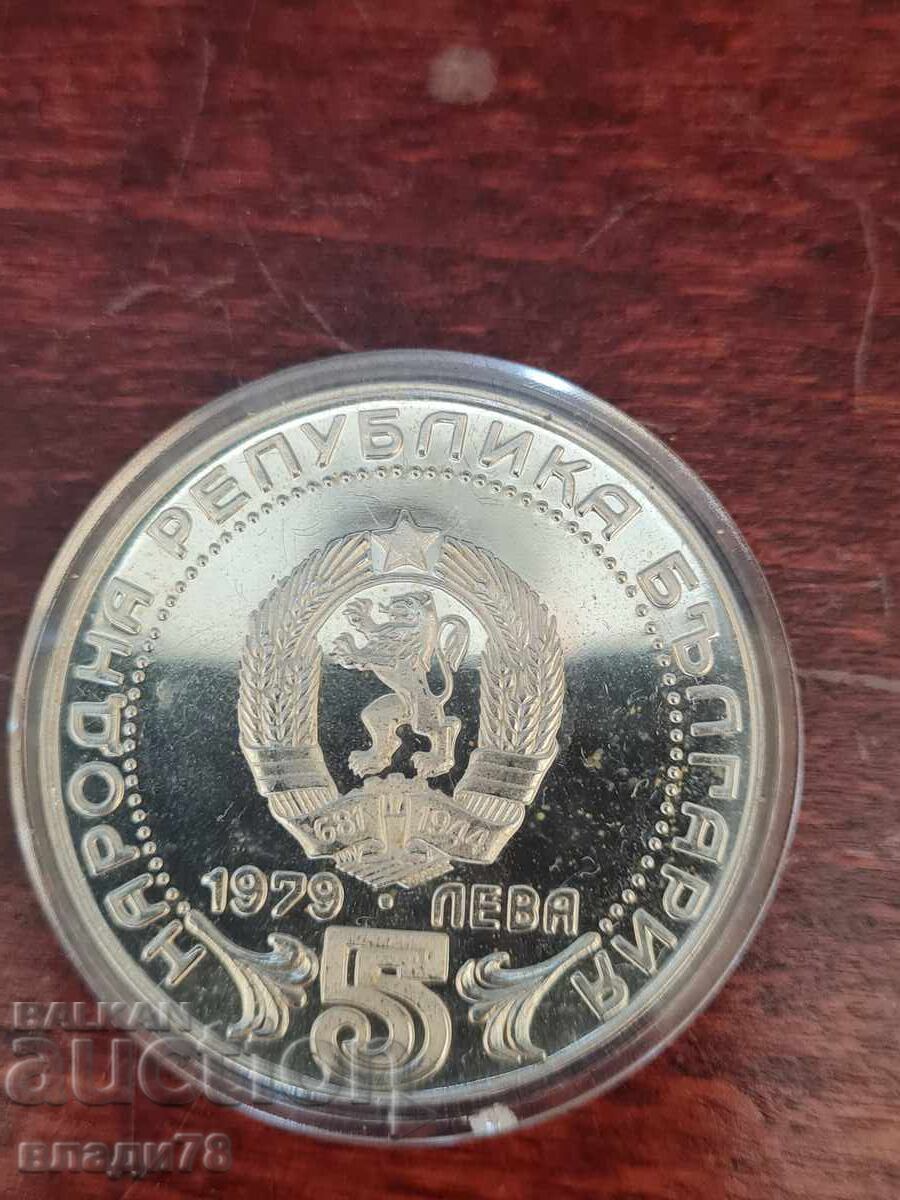 НАРОДНА РЕПУБЛИКА БЪЛГАРИЯ
681 1944
1979 • ЛЕВА
5
BALKAN
auction
влади78